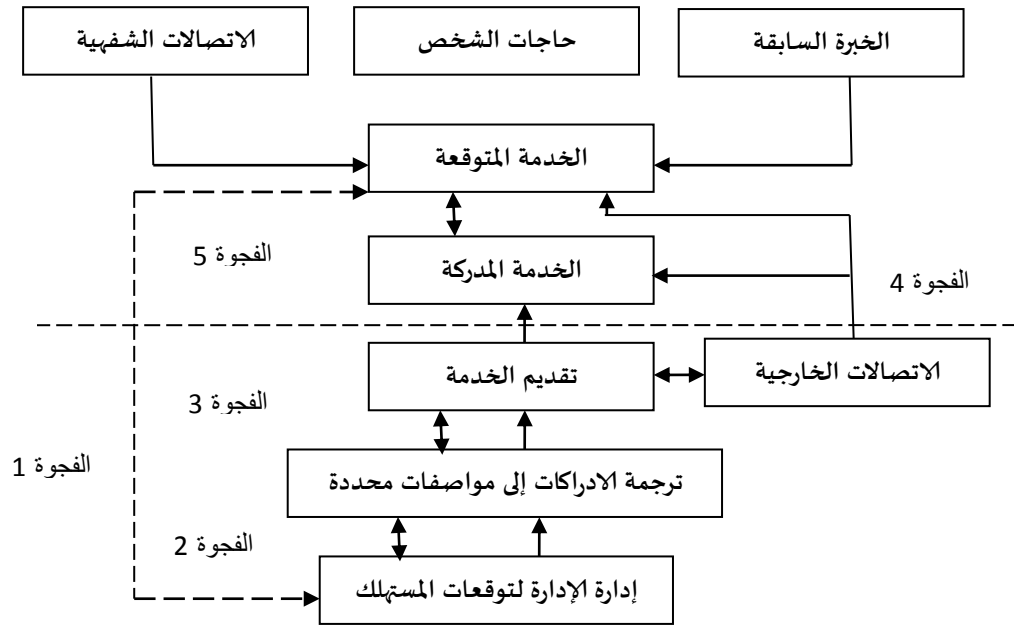 الخبرة السابقة
حاجات الشخص
الاتصالات الشفهية
الخدمة المتوقعة
الفجوة 5
الخدمة المدركة
الفجوة 4
تقديم الخدمة
الاتصالات الخارجية
الفجوة 3
الفجوة 1
ترجمة الادراكات إلى مواصفات محددة
الفجوة 2
إدارة الإدارة لتوقعات المستهلك